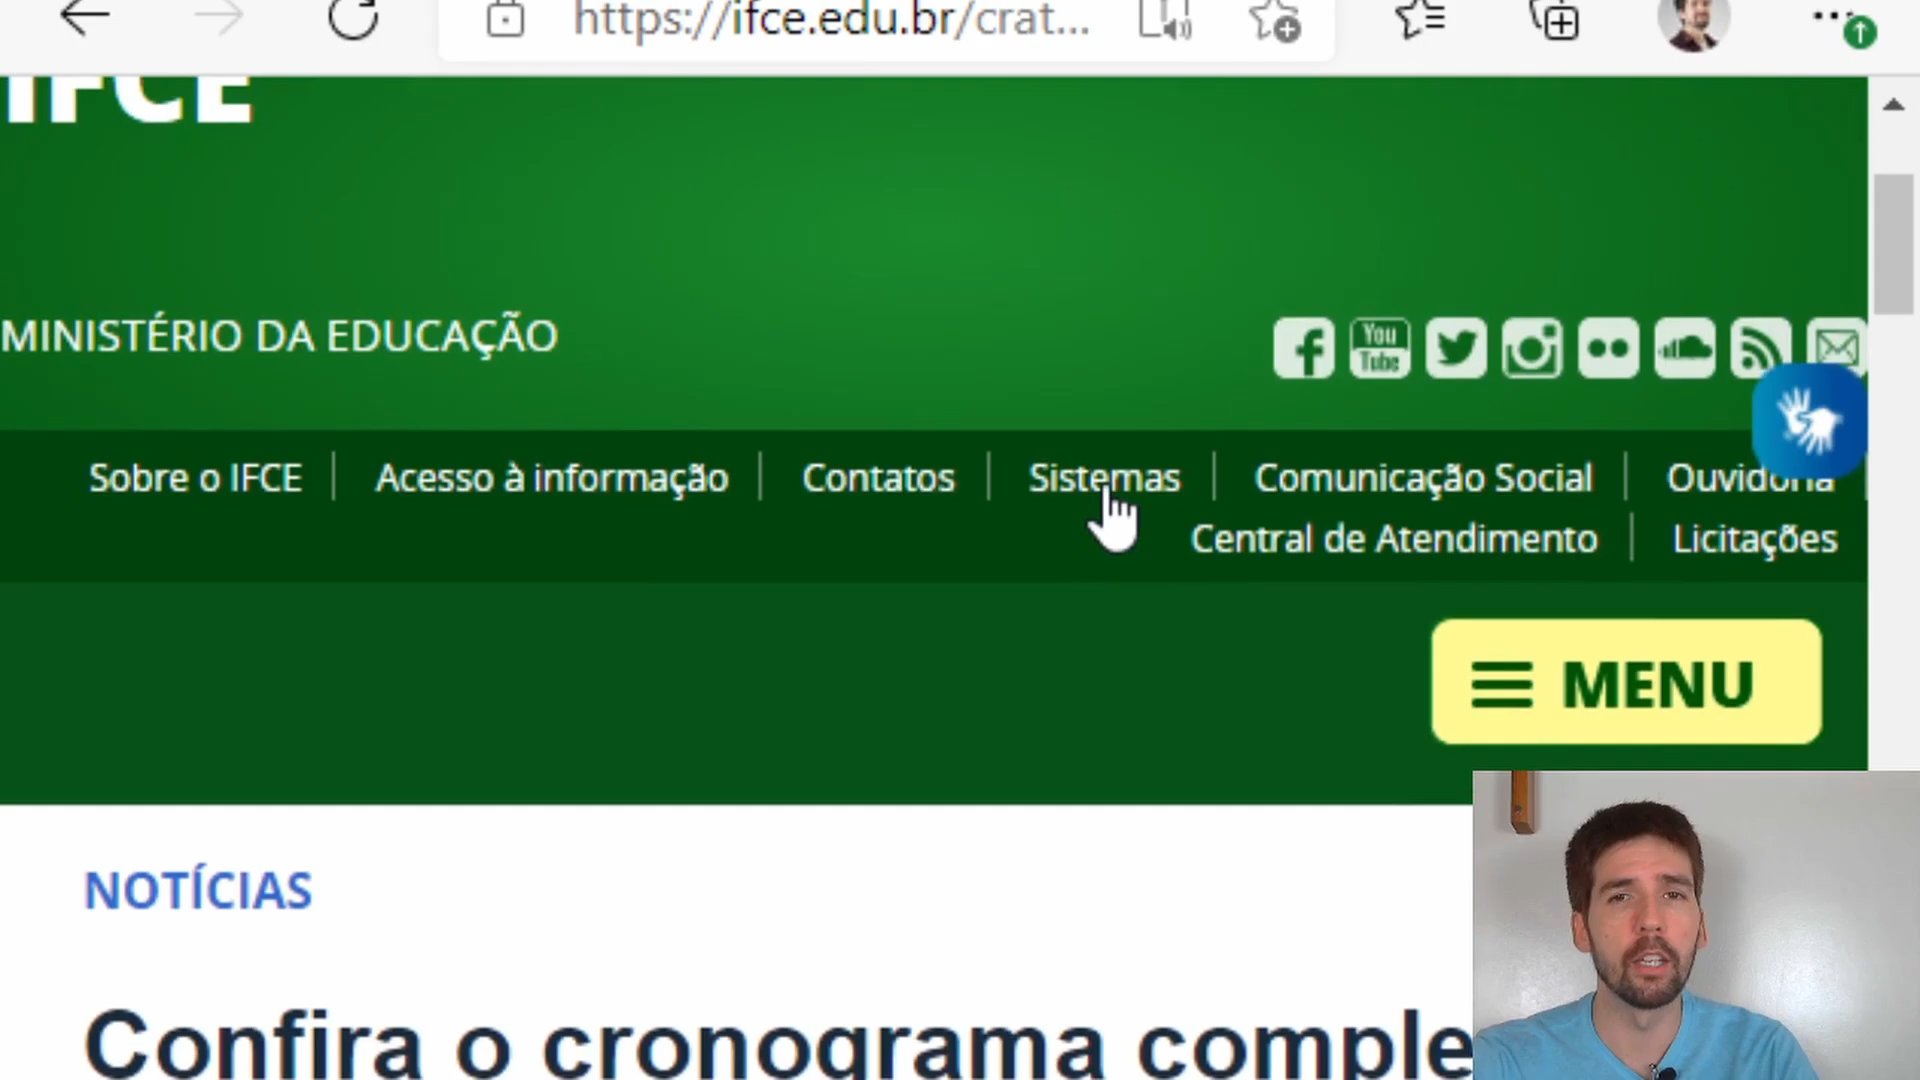 https://ifce.edu.br/crat...
IFCE
MINISTÉRIO DA EDUCAÇÃO
You
Tube
Sobre o IFCE
Acesso à informação
Contatos
Sistemas
Comunicação Social
Ouvidoria
Central de Atendimento
Licitações
MENU
NOTÍCIAS
Confira o cronograma comple